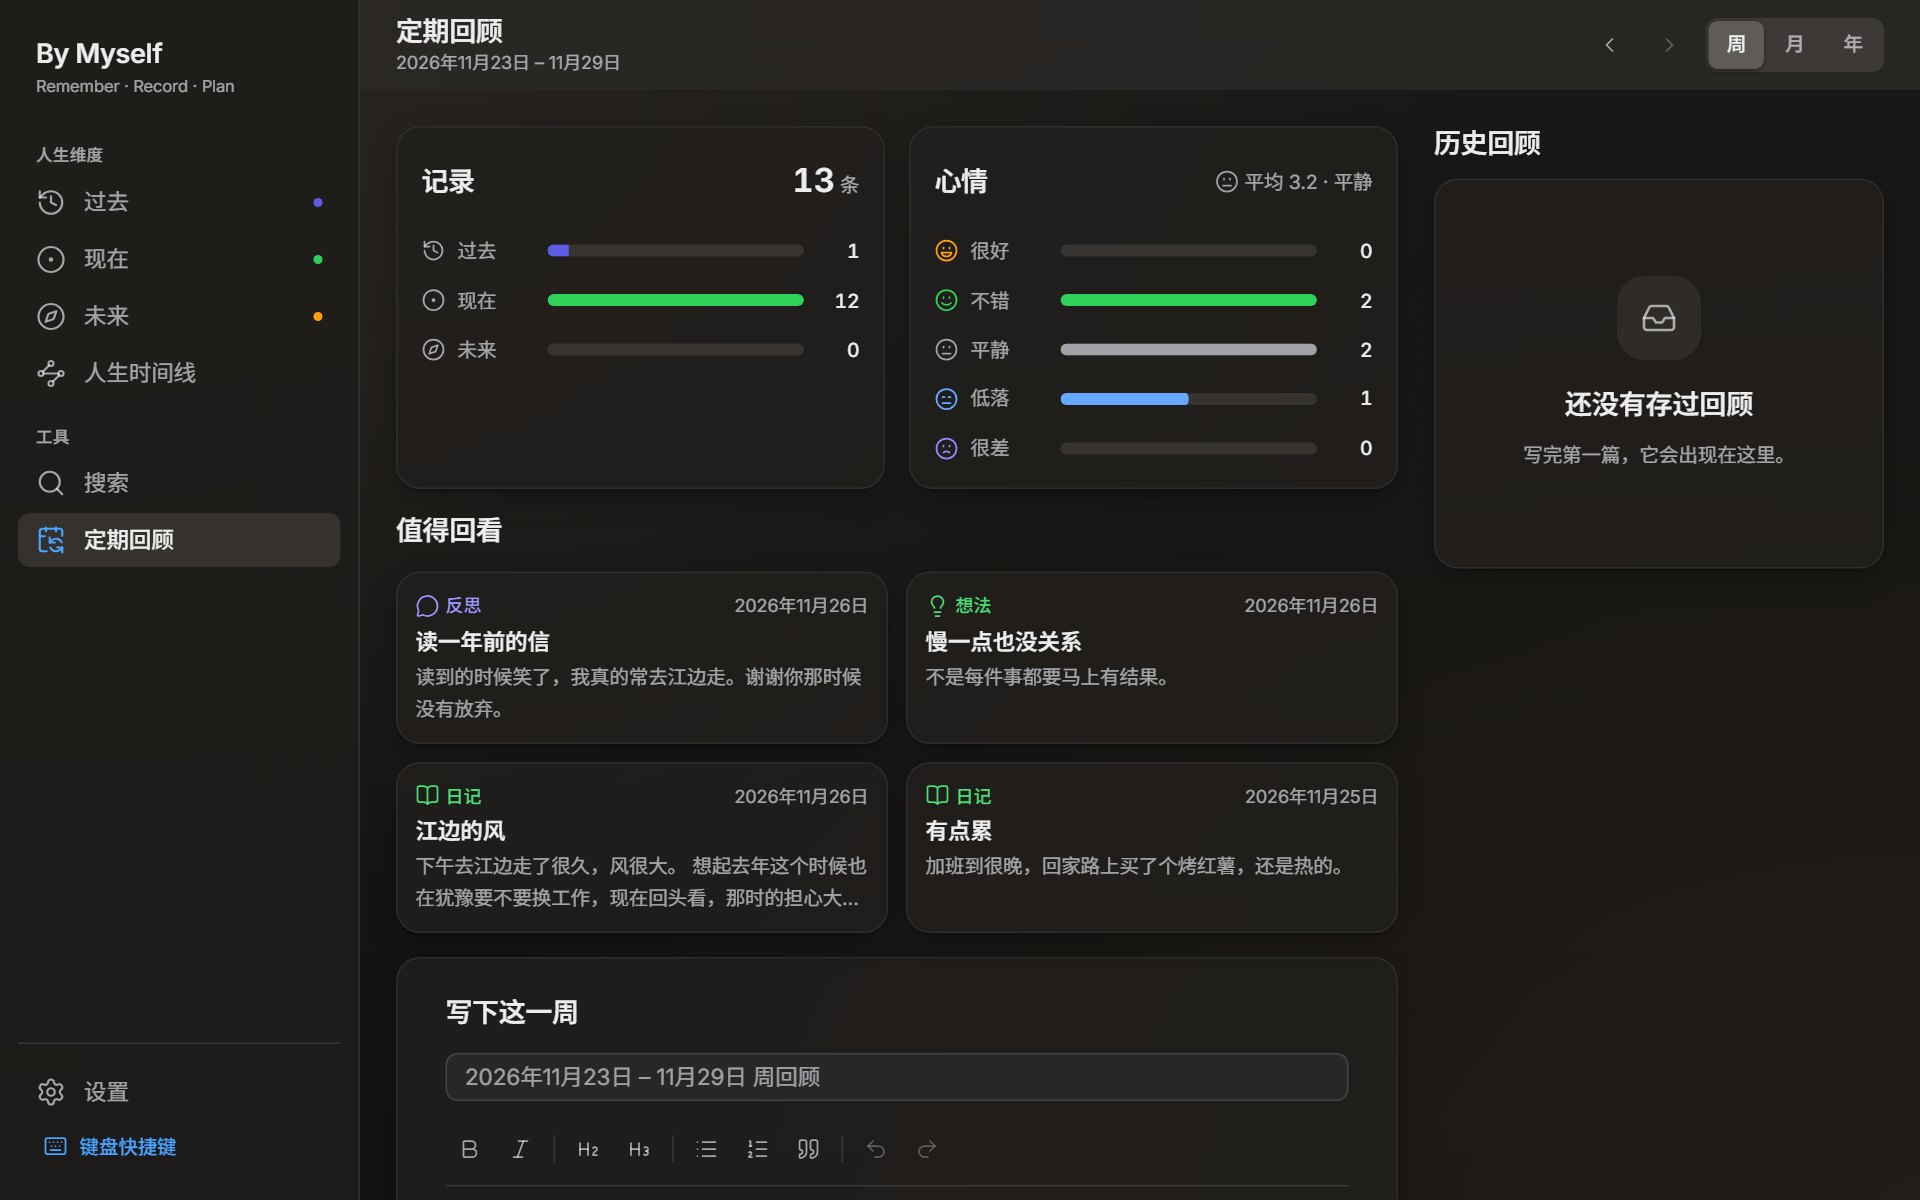 By Myself
Remember · Record · Plan
人生维度
过去
现在
未来
人生时间线
工具
搜索
定期回顾
设置
键盘快捷键
定期回顾
2026年11月23日 – 11月29日
周
月
年
记录
13 条
过去 1
现在 12
未来 0
心情
平均 3.2 · 平静
很好 0
不错 2
平静 2
低落 1
很差 0
值得回看
反思 2026年11月26日
读一年前的信
读到的时候笑了，我真的常去江边走。谢谢你那时候
没有放弃。
想法 2026年11月26日
慢一点也没关系
不是每件事都要马上有结果。
日记 2026年11月26日
江边的风
下午去江边走了很久，风很大。 想起去年这个时候也
在犹豫要不要换工作，现在回头看，那时的担心大...
日记 2026年11月25日
有点累
加班到很晚，回家路上买了个烤红薯，还是热的。
写下这一周
2026年11月23日 – 11月29日 周回顾
B I H2 H3
历史回顾
还没有存过回顾
写完第一篇，它会出现在这里。